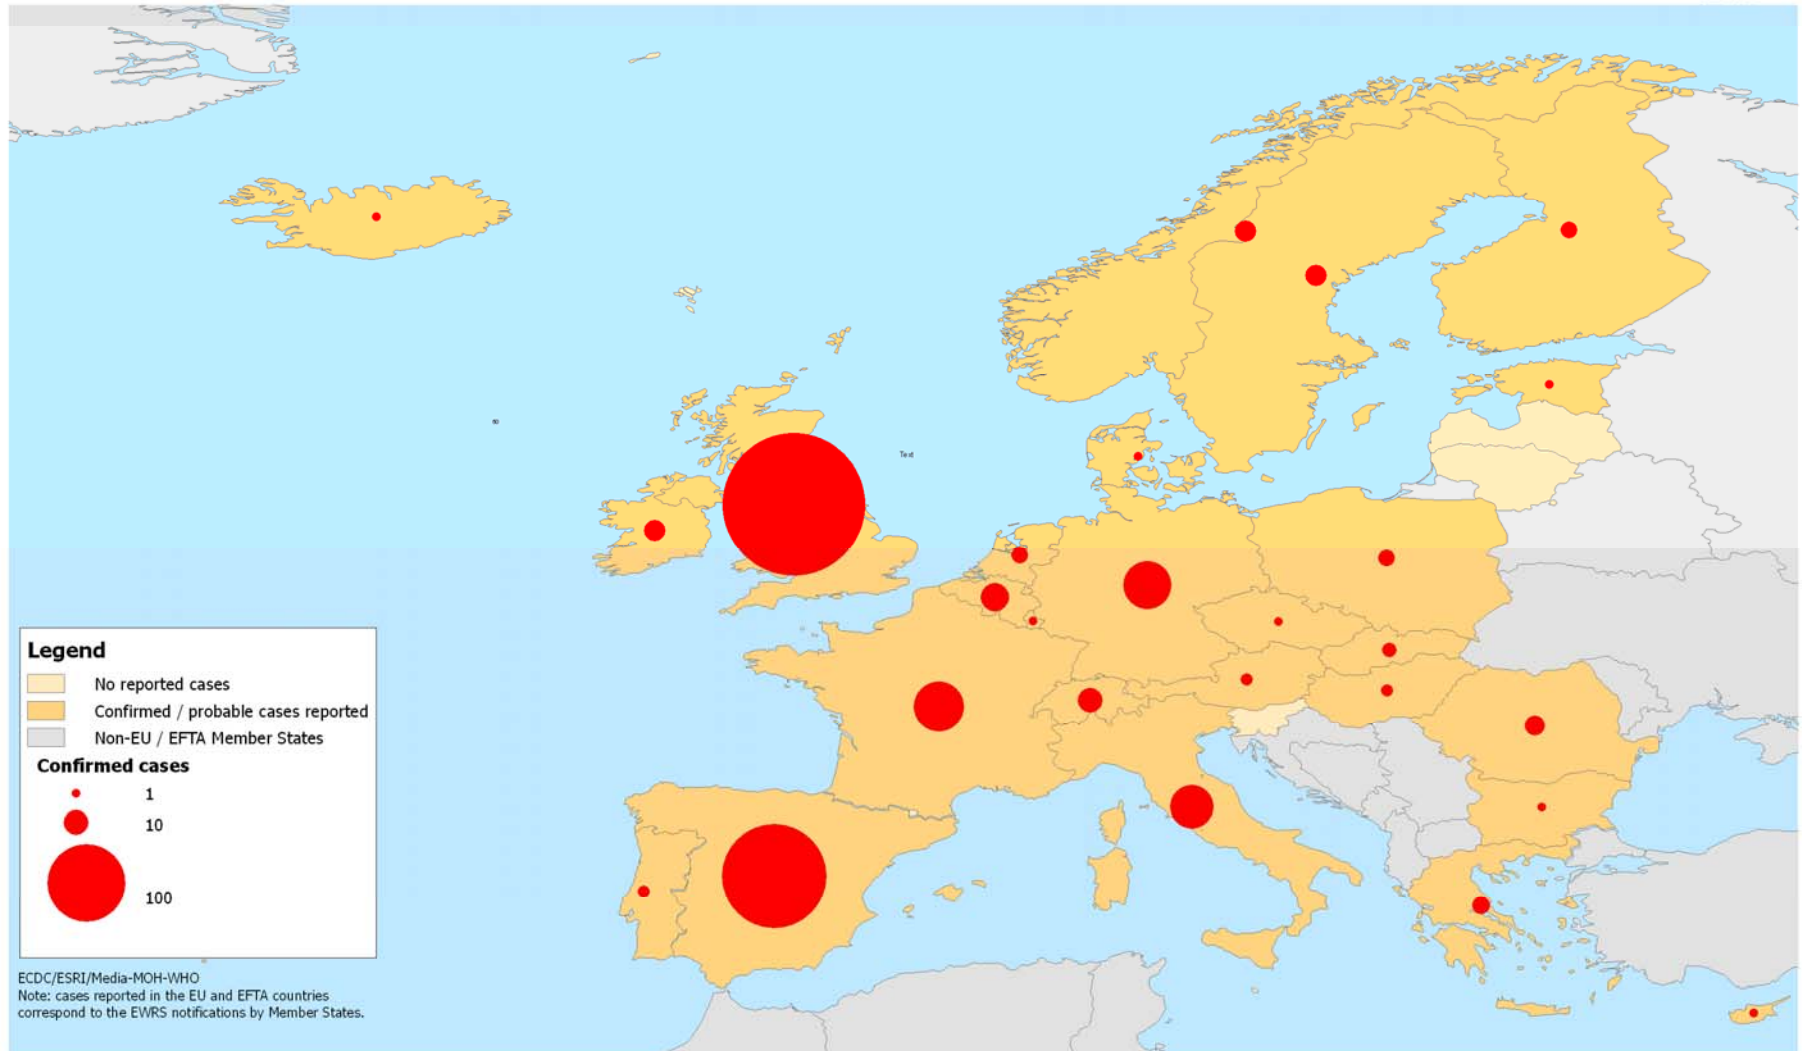 60
Text
Legend
No reported cases
Confirmed / probable cases reported
Non-EU / EFTA Member States
Confirmed cases
1
10
100
ECDC/ESRI/Media-MOH-WHO
Note: cases reported in the EU and EFTA countries
correspond to the EWRS notifications by Member States.